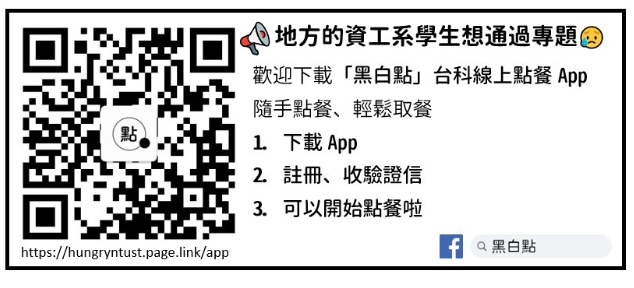 地方的資工系學生想通過專題
歡迎下載「黑白點」台科線上點餐 App
隨手點餐、輕鬆取餐
1. 下載 App
2. 註冊、收驗證信
3. 可以開始點餐啦
點
https://hungryntust.page.link/app
f 黑白點